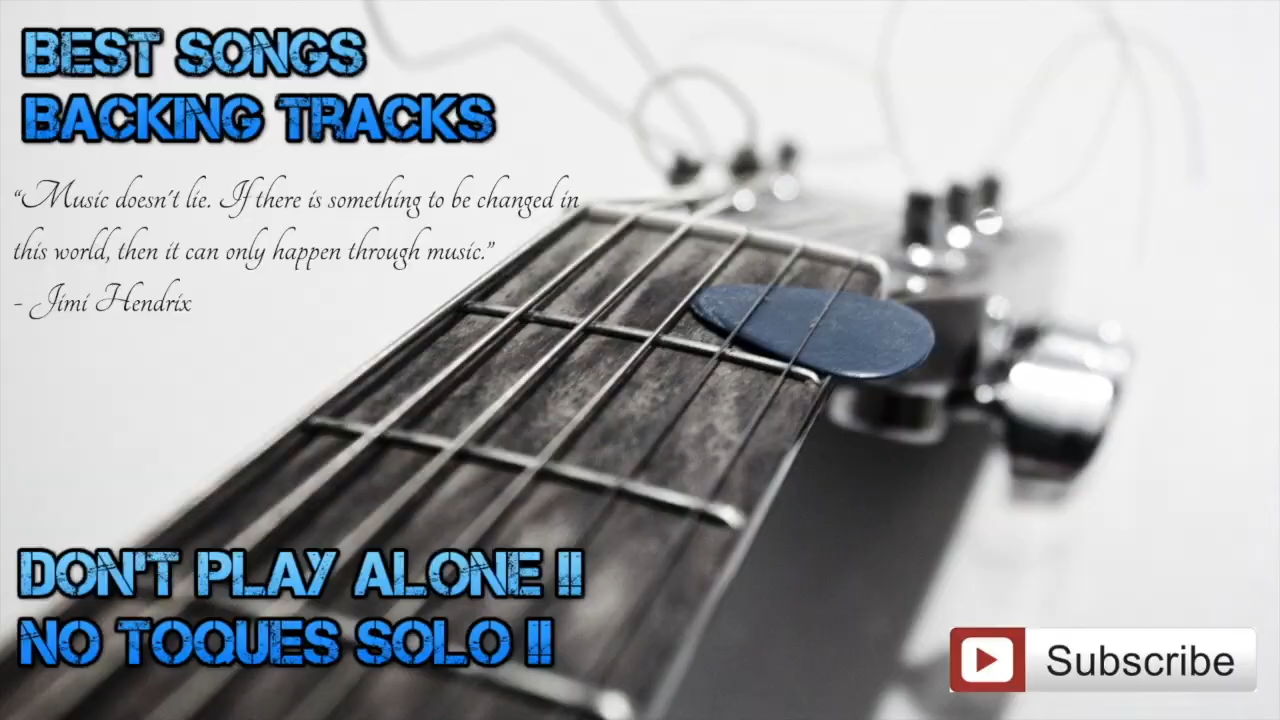 BEST SONGS
BACKING TRACKS
“Music doesn't lie. If there is something to be changed in
this world, then it can only happen through music.”
- Jimi Hendrix
DON'T PLAY ALONE !!
NO TOQUES SOLO !!
Subscribe